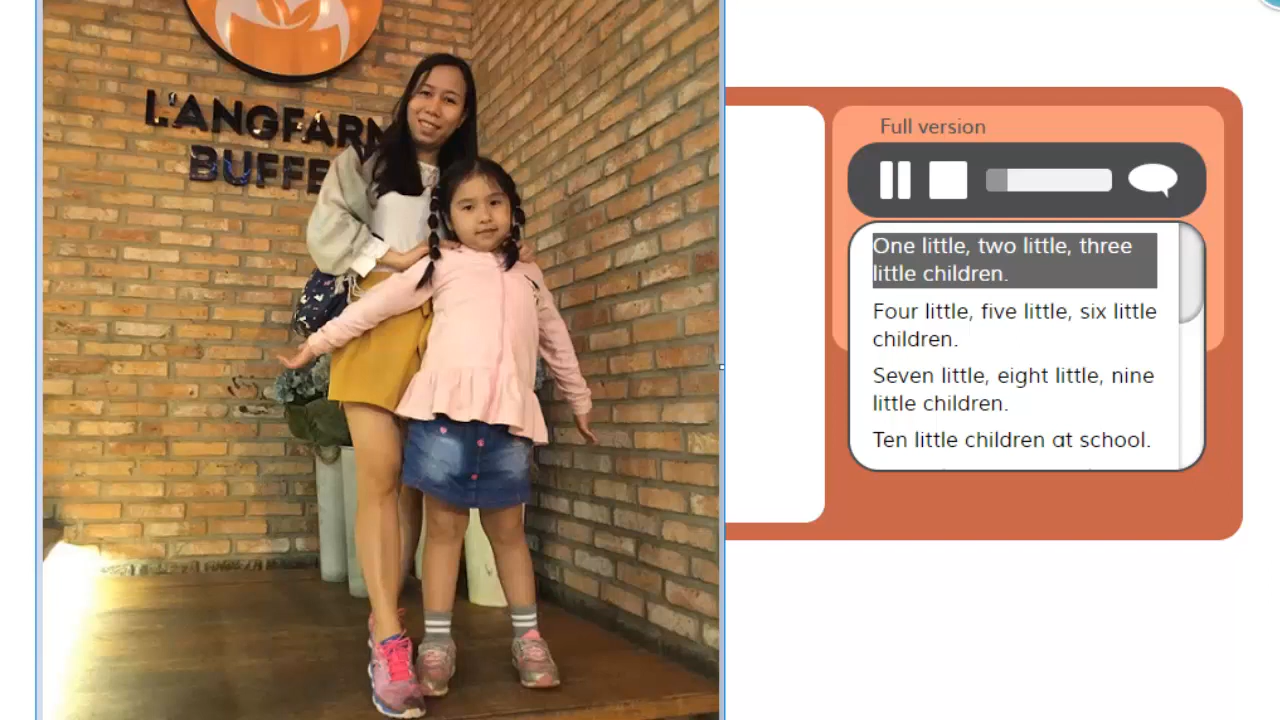 L'ANGFARM
BUFFE
Full version
One little, two little, three
little children.
Four little, five little, six little
children.
Seven little, eight little, nine
little children.
Ten little children at school.